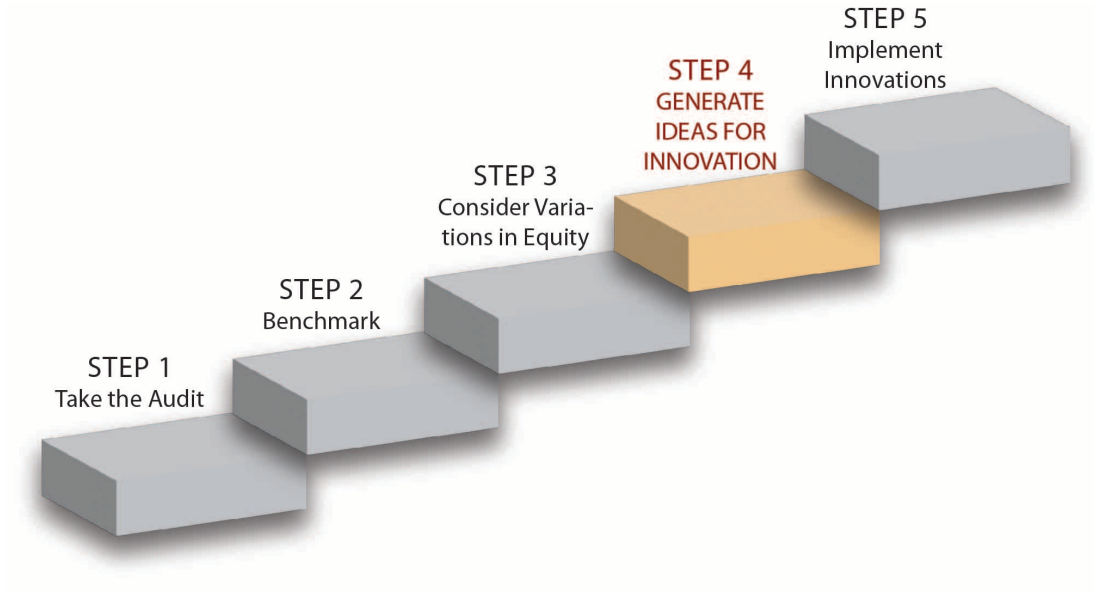 STEP 1
Take the Audit
STEP 2
Benchmark
STEP 3
Consider Varia-
tions in Equity
STEP 4
GENERATE
IDEAS FOR
INNOVATION
STEP 5
Implement
Innovations